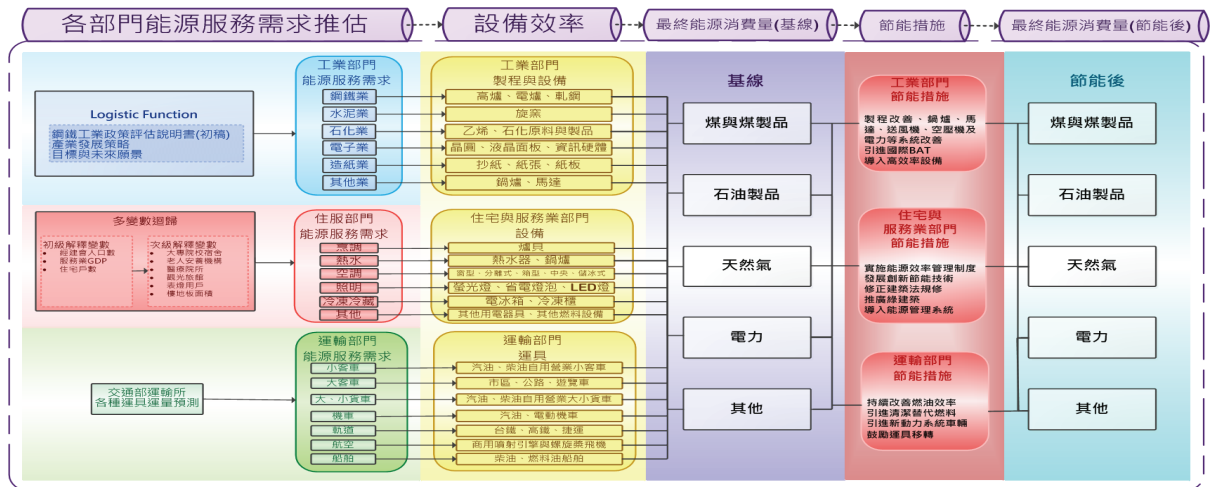 各部門能源服務需求推估
設備效率
最終能源消費量(基線)
節能措施
最終能源消費量(節能後)
Logistic Function
鋼鐵工業政策評估說明書(初稿)
產業發展策略
目標與未來願景
工業部門
能源服務需求
鋼鐵業
水泥業
石化業
電子業
造紙業
其他業
工業部門
製程與設備
高爐、電爐、軋鋼
旋窯
乙烯、石化原料與製品
晶圓、液晶面板、資訊硬體
抄紙、紙張、紙板
鍋爐、馬達
多變數迴歸
初級解釋變數
經建會人口數
服務業GDP
住宅戶數
次級解釋變數
大專院校宿舍
老人安養機構
醫療院所
觀光旅館
表燈用戶
樓地板面積
住服部門
能源服務需求
烹調
熱水
空調
照明
冷凍冷藏
其他
住宅與服務業部門
設備
爐具
熱水器、鍋爐
窗型、分離式、箱型、中央、儲冰式
螢光燈、省電燈泡、LED燈
電冰箱、冷凍櫃
其他用電器具、其他燃料設備
交通部運輸所
各種運具運量預測
運輸部門
能源服務需求
小客車
大客車
大、小貨車
機車
軌道
航空
船舶
運輸部門
運具
汽油、柴油自用營業小客車
市區、公路、遊覽車
汽油、柴油自用營業大小貨車
汽油、電動機車
台鐵、高鐵、捷運
商用噴射引擎與螺旋槳飛機
柴油、燃料油船舶
基線
煤與煤製品
石油製品
天然氣
電力
其他
工業部門
節能措施
製程改善、鍋爐、馬
達、送風機、空壓機及
電力等系統改善
引進國際BAT
導入高效率設備
住宅與
服務業部門
節能措施
實施能源效率管理制度
發展創新節能技術
修正建築法規修
推廣綠建築
導入能源管理系統
運輸部門
節能措施
持續改善燃油效率
引進清潔替代燃料
引進新動力系統車輛
鼓勵運具移轉
節能後
煤與煤製品
石油製品
天然氣
電力
其他